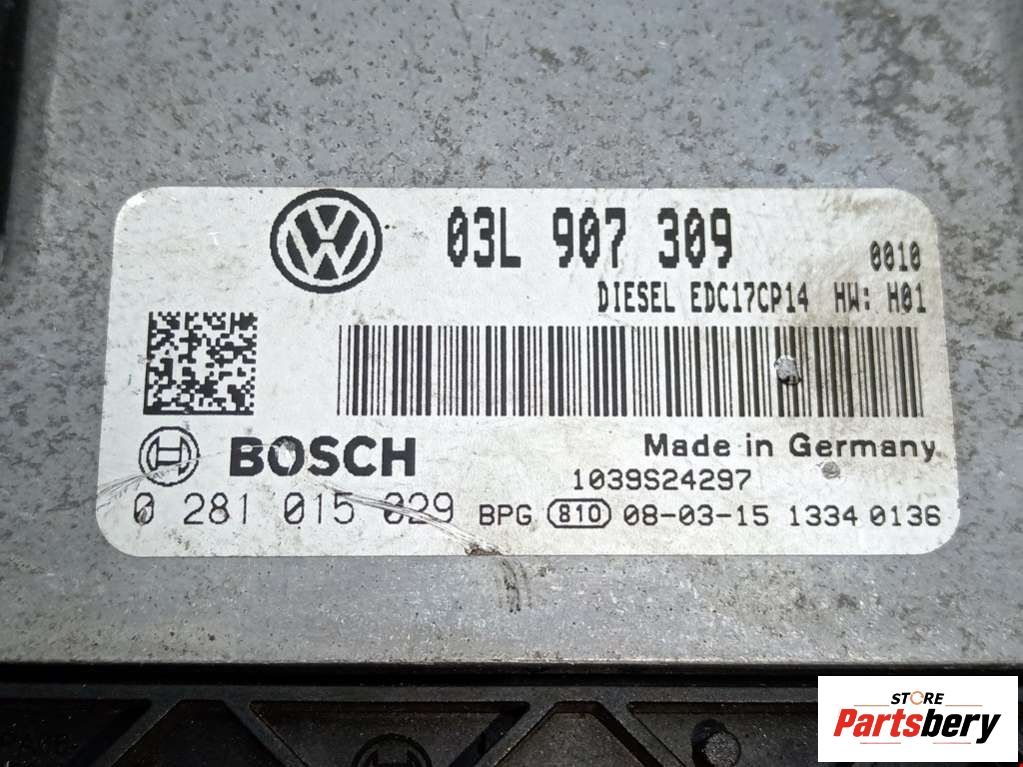 03L 907 309
0010
DIESEL EDC17CP14 HW: H01
BOSCH
Made in Germany
1039S24297
0 281 015 029 BPG 810 08-03-15 1334 0136
STORE
Partsbery